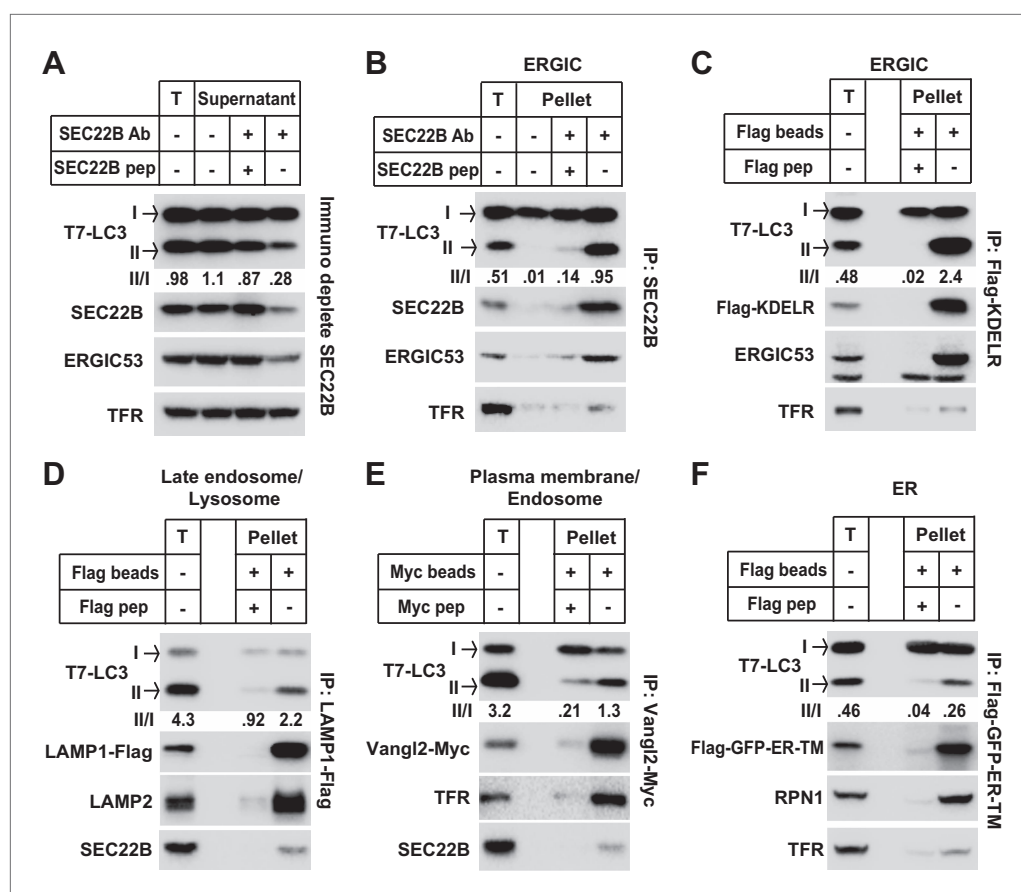 A
T Supernatant
SEC22B Ab - - + +
SEC22B pep - - + -
I
T7-LC3
II
II/I .98 1.1 .87 .28
SEC22B
ERGIC53
TFR
Immuno deplete SEC22B
B
ERGIC
T Pellet
SEC22B Ab - - + +
SEC22B pep - - + -
I
T7-LC3
II
II/I .51 .01 .14 .95
SEC22B
ERGIC53
TFR
IP: SEC22B
C
ERGIC
T Pellet
Flag beads - + +
Flag pep - + -
I
T7-LC3
II
II/I .48 .02 2.4
Flag-KDELR
ERGIC53
TFR
IP: Flag-KDELR
D
Late endosome/
Lysosome
T Pellet
Flag beads - + +
Flag pep - + -
I
T7-LC3
II
II/I 4.3 .92 2.2
LAMP1-Flag
LAMP2
SEC22B
IP: LAMP1-Flag
E
Plasma membrane/
Endosome
T Pellet
Myc beads - + +
Myc pep - + -
I
T7-LC3
II
II/I 3.2 .21 1.3
Vangl2-Myc
TFR
SEC22B
IP: Vangl2-Myc
F
ER
T Pellet
Flag beads - + +
Flag pep - + -
I
T7-LC3
II
II/I .46 .04 .26
Flag-GFP-ER-TM
RPN1
TFR
IP: Flag-GFP-ER-TM